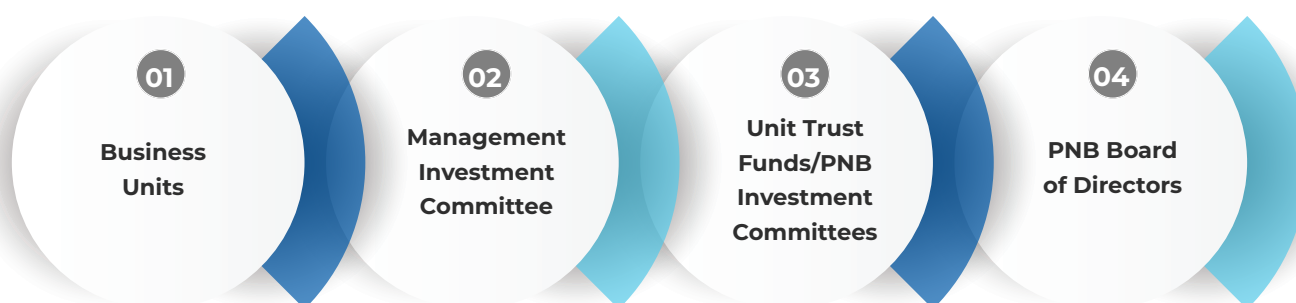 01
Business
Units
02
Management
Investment
Committee
03
Unit Trust
Funds/PNB
Investment
Committees
04
PNB Board
of Directors